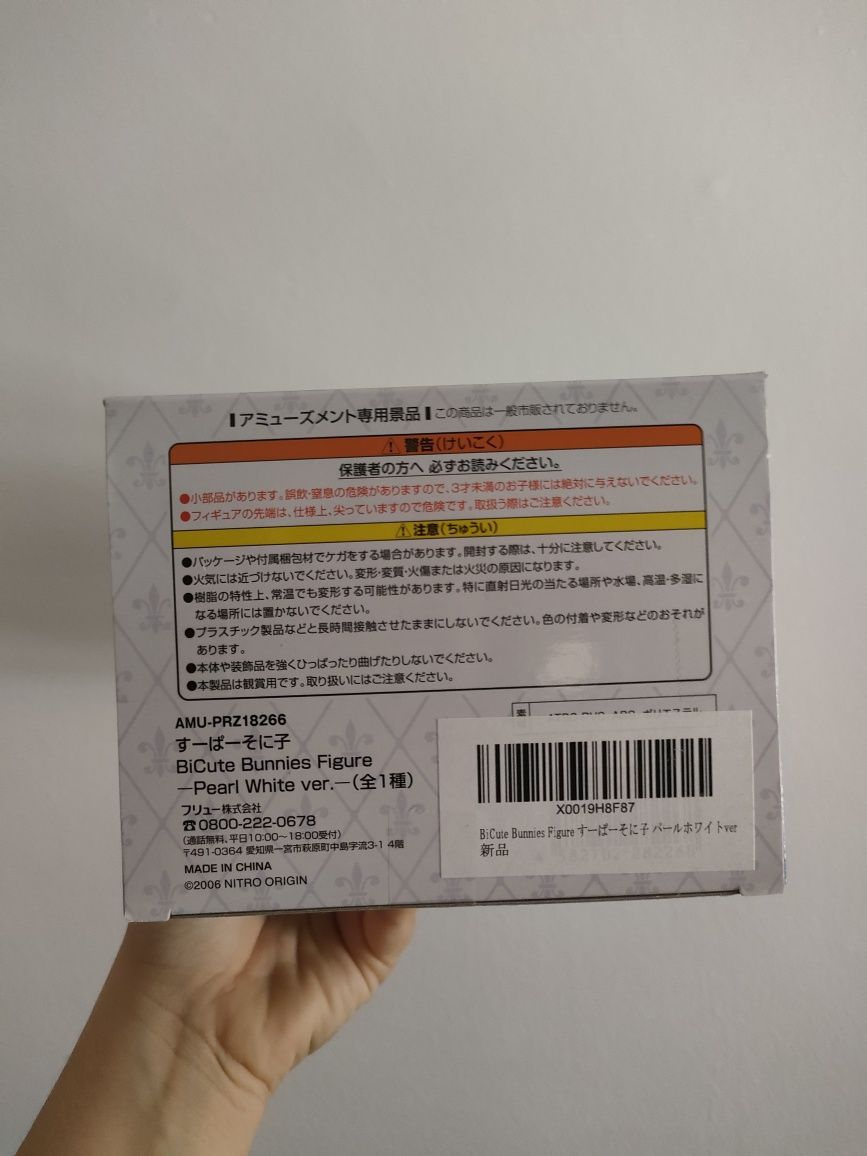 アミューズメント専用景品 この商品は一般市販されておりません。
⚠警告(けいこく)
保護者の方へ 必ずお読みください。
●小部品があります。誤飲・窒息の危険がありますので、3才未満のお子様には絶対に与えないでください。
●フィギュアの先端は、仕様上、尖っていますので危険です。取扱う際はご注意ください。
⚠注意(ちゅうい)
●パッケージや付属梱包材でケガをする場合があります。開封する際は、十分に注意してください。
●火気には近づけないでください。変形・変質・火傷または火災の原因になります。
●樹脂の特性上、常温でも変形する可能性があります。特に直射日光の当たる場所や水場、高温・多湿に
なる場所には置かないでください。
●プラスチック製品などと長時間接触させたままにしないでください。色の付着や変形などのおそれが
あります。
●本体や装飾品を強くひっぱったり曲げたりしないでください。
●本製品は観賞用です。取り扱いにはご注意ください。
AMU-PRZ18266
すーぱーそに子
BiCute Bunnies Figure
―Pearl White ver.―(全1種)
フリュー株式会社
☎0800-222-0678
(通話無料、平日10:00~18:00受付)
〒491-0364 愛知県一宮市萩原町中島字流3-1 4階
MADE IN CHINA
©2006 NITRO ORIGIN
素
X0019H8F87
BiCute Bunnies Figure すーぱーそに子 パールホワイトver
新品